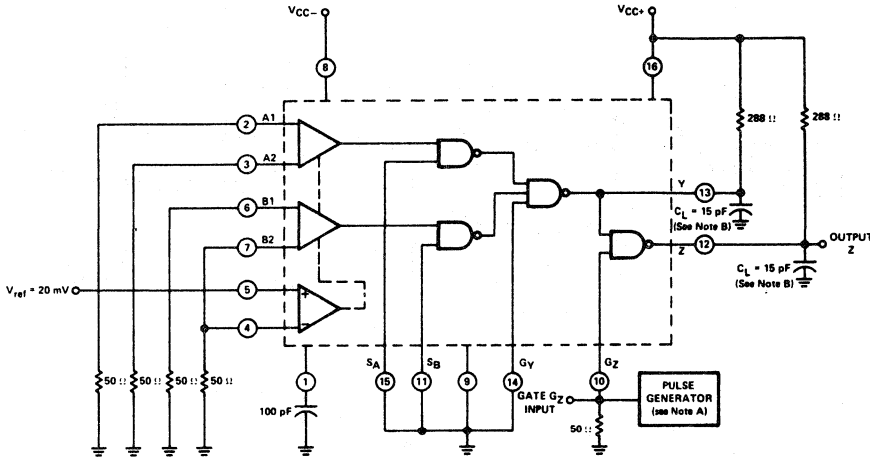 VCC−
VCC+
8
16
2
A1
3
A2
6
B1
7
B2
Vref = 20 mV
5
+
4
−
288 Ω
288 Ω
Y
13
CL = 15 pF
(See Note B)
Z
12
OUTPUT
Z
CL = 15 pF
(See Note B)
50 Ω
50 Ω
50 Ω
50 Ω
1
100 pF
SA
15
SB
11
9
GY
14
GZ
10
GATE GZ
INPUT
50 Ω
PULSE
GENERATOR
(see Note A)